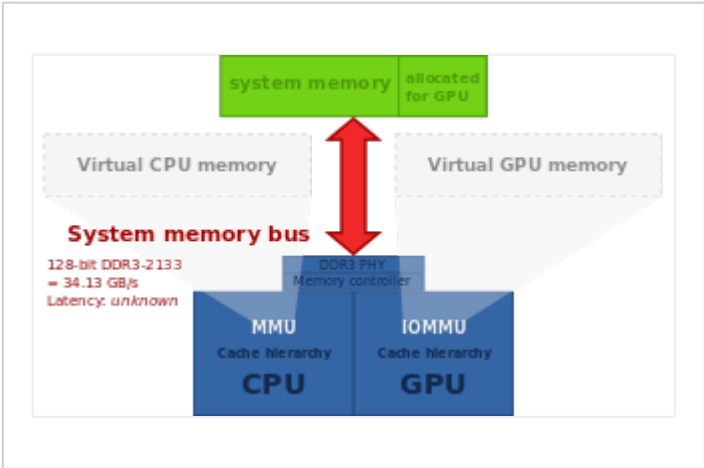 system memory
allocated
for GPU
Virtual CPU memory
Virtual GPU memory
System memory bus
128-bit DDR3-2133
= 34.13 GB/s
Latency: unknown
DDR3 PHY
Memory controller
MMU
IOMMU
Cache hierarchy
Cache hierarchy
CPU
GPU